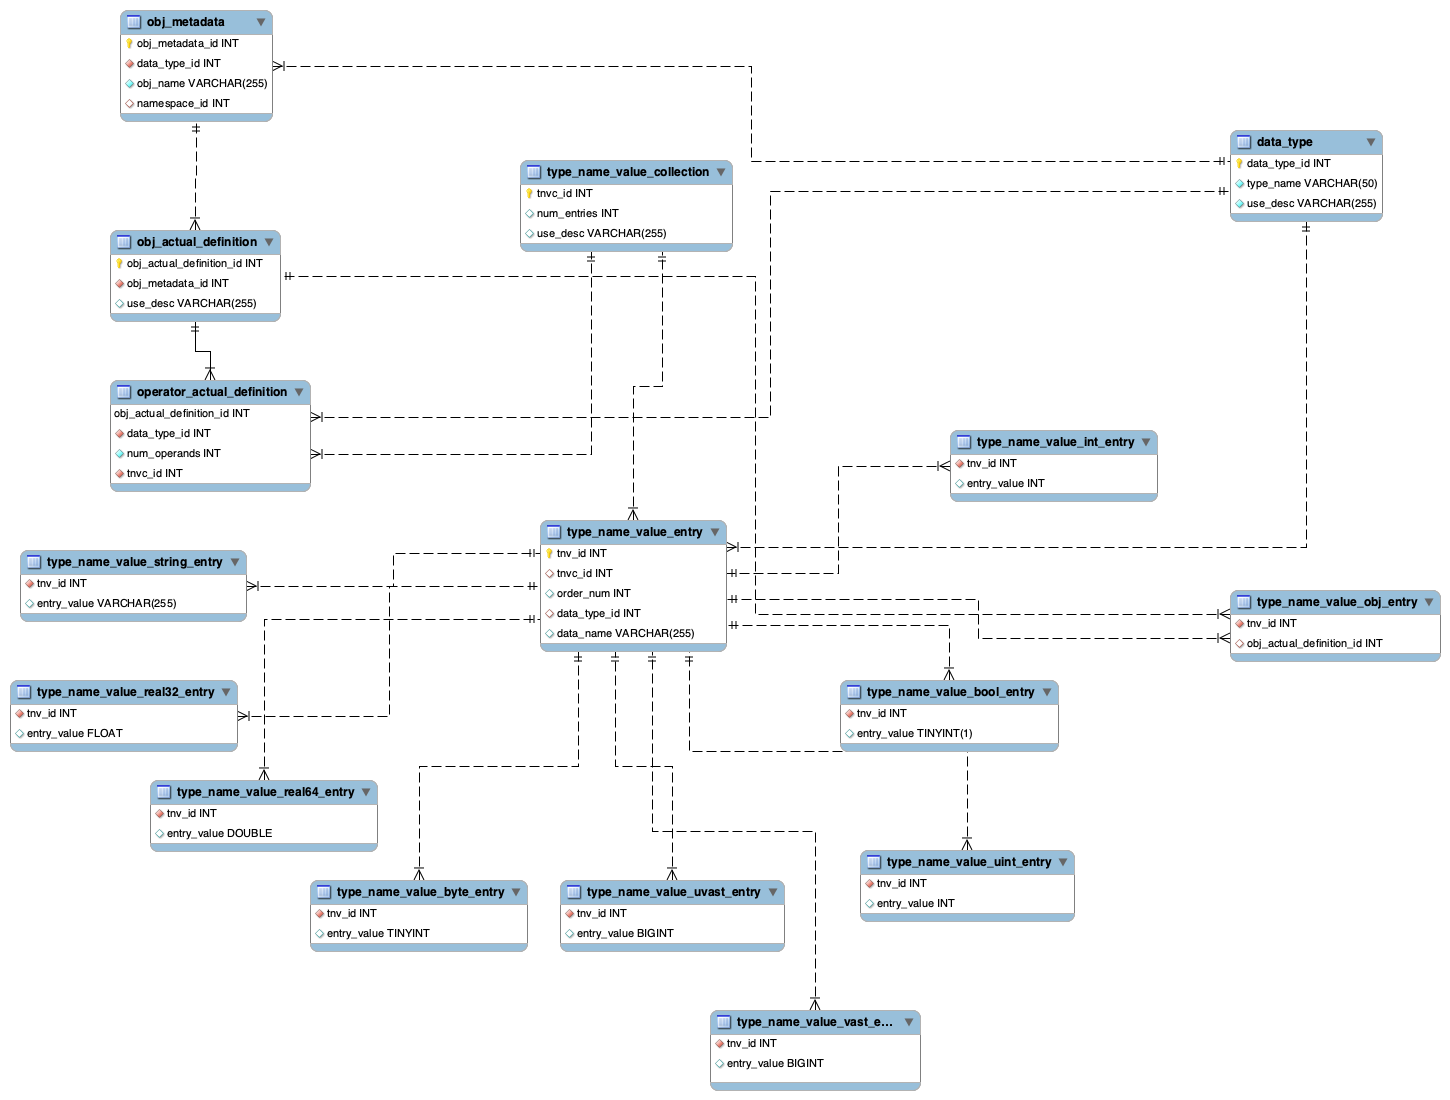 obj_metadata
obj_metadata_id INT
data_type_id INT
obj_name VARCHAR(255)
namespace_id INT
data_type
data_type_id INT
type_name VARCHAR(50)
use_desc VARCHAR(255)
type_name_value_collection
tnvc_id INT
num_entries INT
use_desc VARCHAR(255)
obj_actual_definition
obj_actual_definition_id INT
obj_metadata_id INT
use_desc VARCHAR(255)
operator_actual_definition
obj_actual_definition_id INT
data_type_id INT
num_operands INT
tnvc_id INT
type_name_value_int_entry
tnv_id INT
entry_value INT
type_name_value_entry
tnv_id INT
tnvc_id INT
order_num INT
data_type_id INT
data_name VARCHAR(255)
type_name_value_string_entry
tnv_id INT
entry_value VARCHAR(255)
type_name_value_obj_entry
tnv_id INT
obj_actual_definition_id INT
type_name_value_real32_entry
tnv_id INT
entry_value FLOAT
type_name_value_bool_entry
tnv_id INT
entry_value TINYINT(1)
type_name_value_real64_entry
tnv_id INT
entry_value DOUBLE
type_name_value_uint_entry
tnv_id INT
entry_value INT
type_name_value_byte_entry
tnv_id INT
entry_value TINYINT
type_name_value_uvast_entry
tnv_id INT
entry_value BIGINT
type_name_value_vast_e...
tnv_id INT
entry_value BIGINT